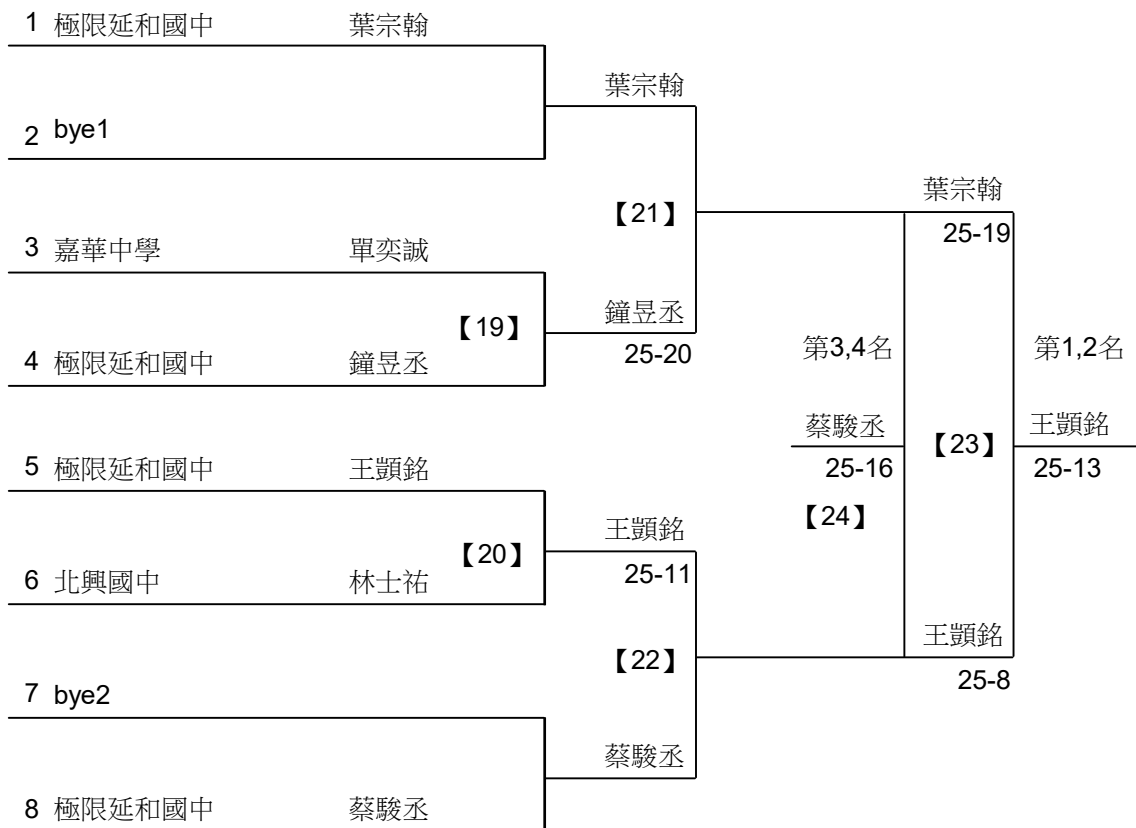 1 極限延和國中 葉宗翰
葉宗翰
2 bye1
葉宗翰
【21】
25-19
3 嘉華中學 單奕誠
鐘昱丞
【19】
25-20
第3,4名
第1,2名
4 極限延和國中 鐘昱丞
蔡駿丞
王顗銘
【23】
5 極限延和國中 王顗銘
25-16
25-13
【24】
王顗銘
【20】
6 北興國中 林士祐
25-11
王顗銘
【22】
25-8
7 bye2
蔡駿丞
8 極限延和國中 蔡駿丞